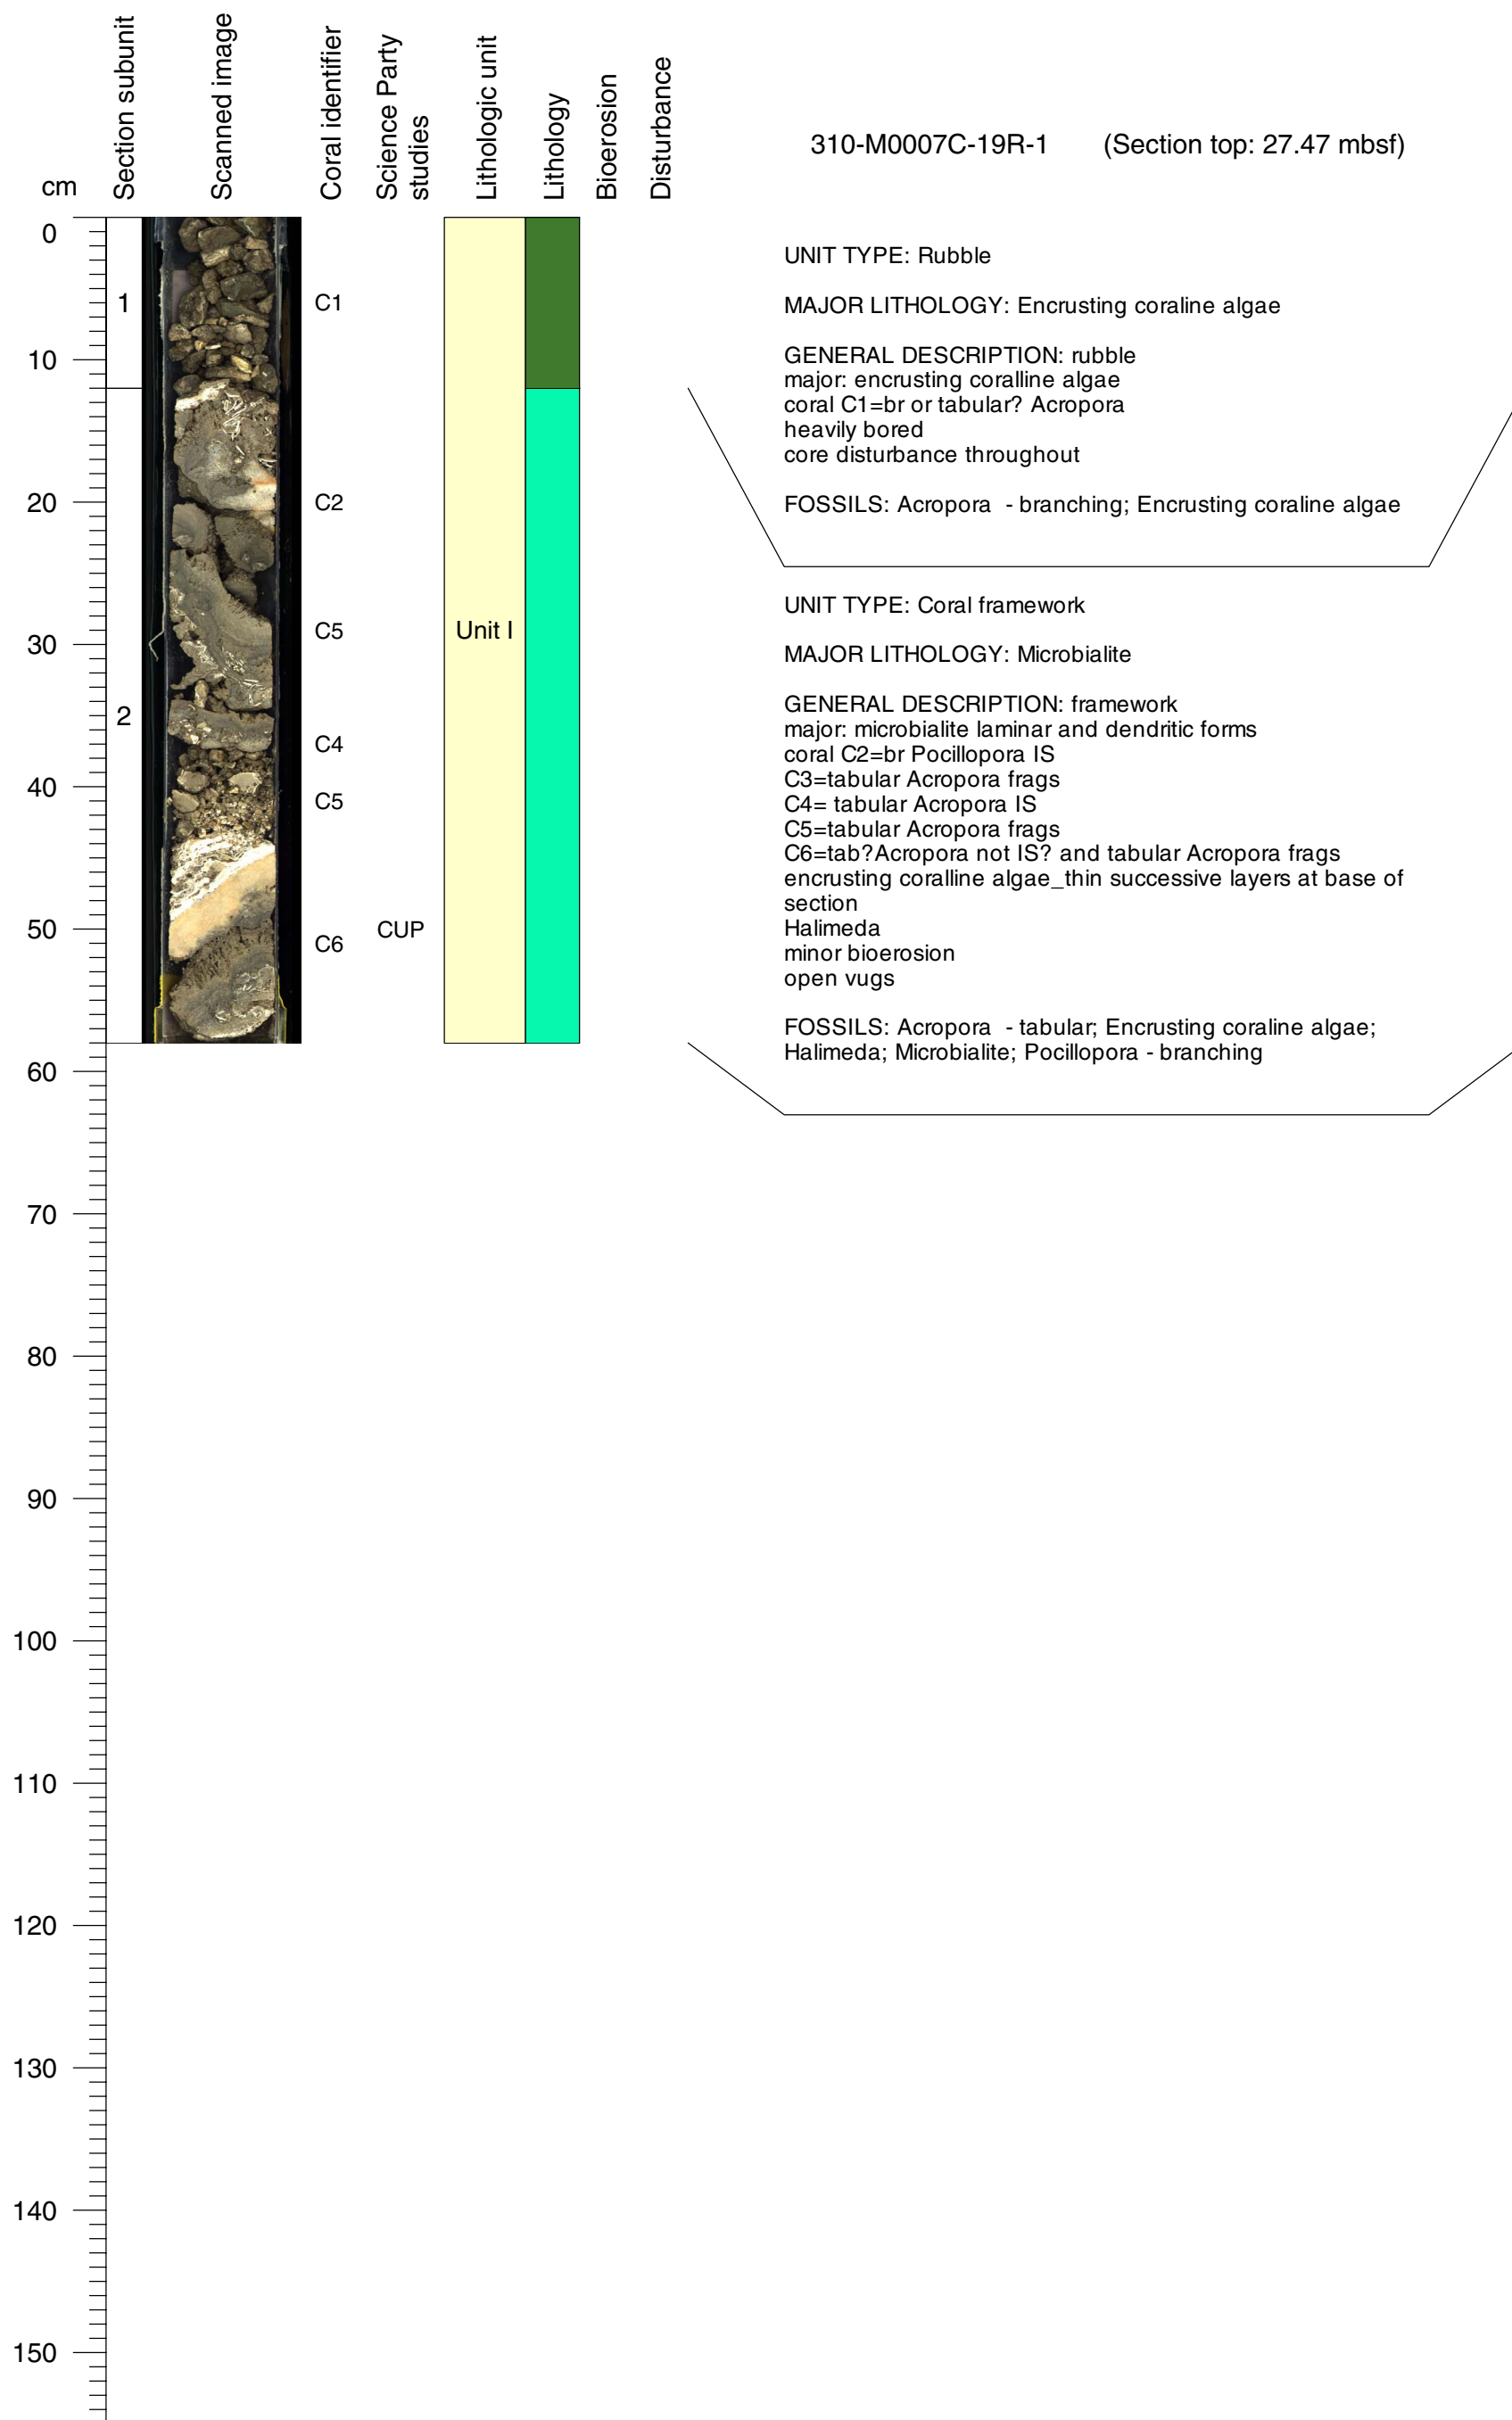 Section subunit
Scanned image
Coral identifier
Science Party
studies
Lithologic unit
Lithology
Bioerosion
Disturbance
310-M0007C-19R-1 (Section top: 27.47 mbsf)
cm
0
10
20
30
40
50
60
70
80
90
100
110
120
130
140
150
1
2
C1
C2
C5
C4
C5
C6
CUP
Unit I
UNIT TYPE: Rubble
MAJOR LITHOLOGY: Encrusting coraline algae
GENERAL DESCRIPTION: rubble
major: encrusting coralline algae
coral C1=br or tabular? Acropora
heavily bored
core disturbance throughout
FOSSILS: Acropora - branching; Encrusting coraline algae
UNIT TYPE: Coral framework
MAJOR LITHOLOGY: Microbialite
GENERAL DESCRIPTION: framework
major: microbialite laminar and dendritic forms
coral C2=br Pocillopora IS
C3=tabular Acropora frags
C4= tabular Acropora IS
C5=tabular Acropora frags
C6=tab?Acropora not IS? and tabular Acropora frags
encrusting coralline algae_thin successive layers at base of
section
Halimeda
minor bioerosion
open vugs
FOSSILS: Acropora - tabular; Encrusting coraline algae;
Halimeda; Microbialite; Pocillopora - branching